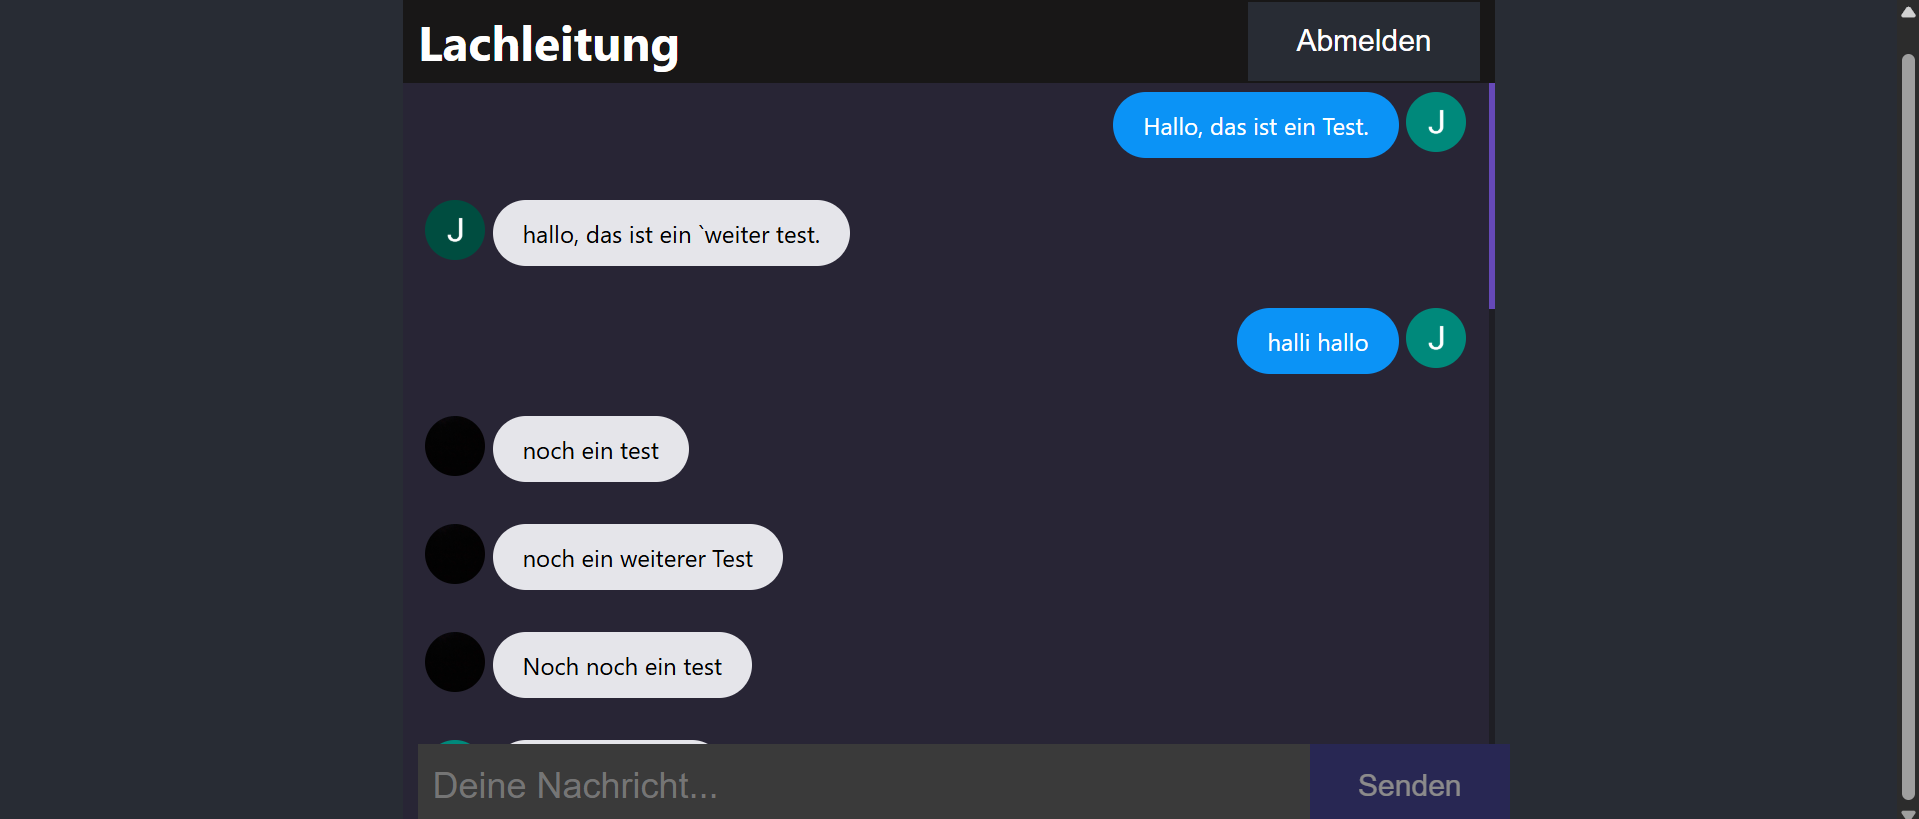 Lachleitung
Abmelden
Hallo, das ist ein Test.
J
J
hallo, das ist ein `weiter test.
halli hallo
J
noch ein test
noch ein weiterer Test
Noch noch ein test
Deine Nachricht...
Senden